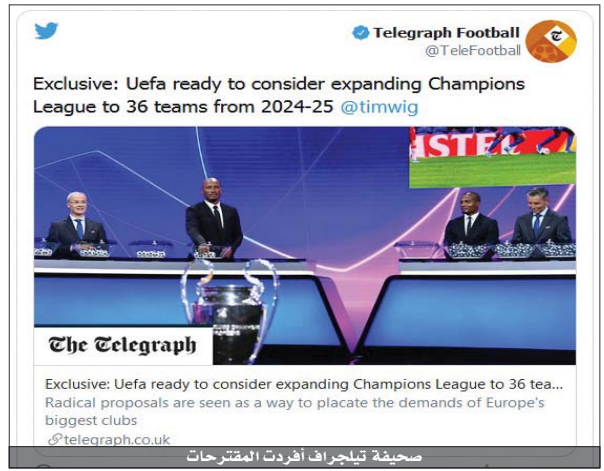 Telegraph Football
@TeleFootball
Exclusive: Uefa ready to consider expanding Champions
League to 36 teams from 2024-25 @timwig
STER
The Telegraph
Exclusive: Uefa ready to consider expanding Champions League to 36 tea...
Radical proposals are seen as a way to placate the demands of Europe's
biggest clubs
telegraph.co.uk
صحيفة تيلجراف أفردت المقترحات